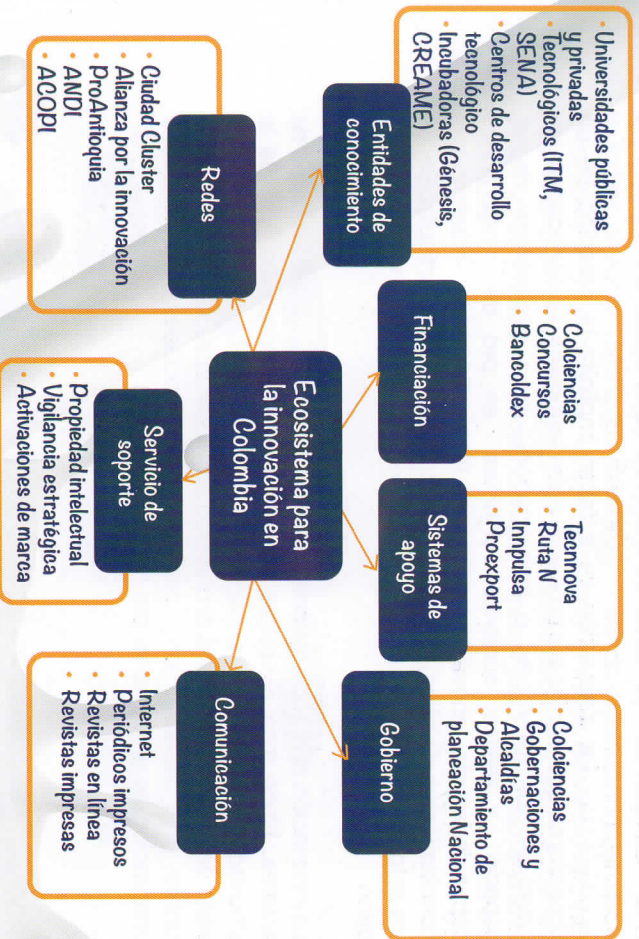 • Universidades públicas
y privadas
• Tecnológicos (ITM,
SENA)
• Centros de desarrollo
tecnológico
• Incubadoras (Génesis,
CREAME)
Entidades de
conocimiento
• Colciencias
• Concursos
• Bancoldex
Financiación
• Tecnnova
• Ruta N
• Innpulsa
• Proexport
Sistemas de
apoyo
• Colciencias
• Gobernaciones y
Alcaldías
• Departamento de
planeación Nacional
Gobierno
Ecosistema para
la innovación en
Colombia
Redes
• Ciudad Cluster
• Alianza por la innovación
• ProAntioquia
• ANDI
• ACOPI
Servicio de
soporte
• Propiedad intelectual
• Vigilancia estratégica
• Activaciones de marca
Comunicación
• Internet
• Periódicos impresos
• Revistas en línea
• Revistas impresas